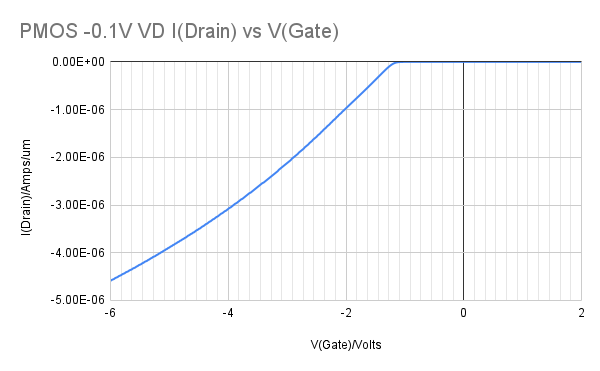 PMOS -0.1V VD I(Drain) vs V(Gate)
0.00E+00
-1.00E-06
-2.00E-06
-3.00E-06
-4.00E-06
-5.00E-06
I(Drain)/Amps/um
-6 -4 -2 0 2
V(Gate)/Volts